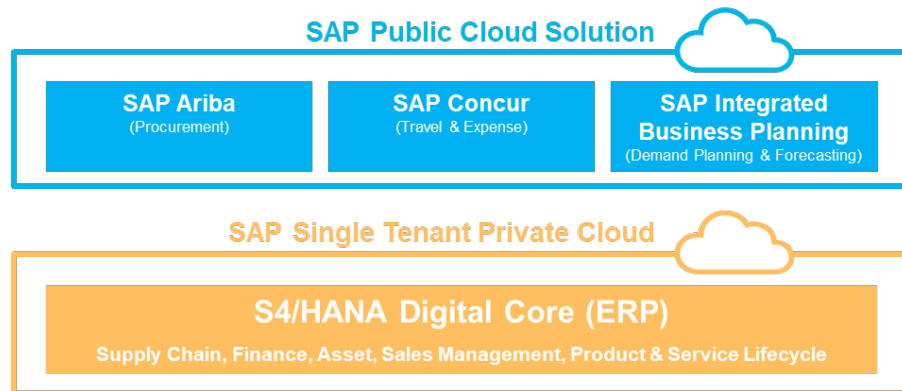 SAP Public Cloud Solution
SAP Ariba
(Procurement)
SAP Concur
(Travel & Expense)
SAP Integrated
Business Planning
(Demand Planning & Forecasting)
SAP Single Tenant Private Cloud
S4/HANA Digital Core (ERP)
Supply Chain, Finance, Asset, Sales Management, Product & Service Lifecycle